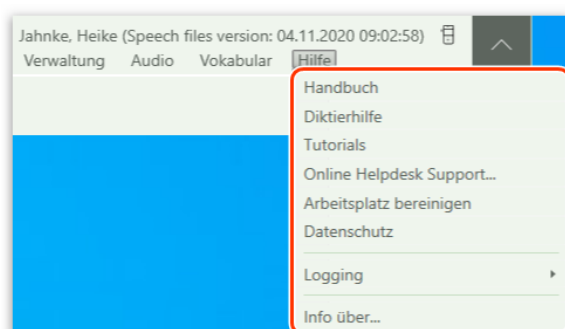 Jahnke, Heike (Speech files version: 04.11.2020 09:02:58)
Verwaltung Audio Vokabular Hilfe
Handbuch
Diktierhilfe
Tutorials
Online Helpdesk Support...
Arbeitsplatz bereinigen
Datenschutz
Logging
Info über...